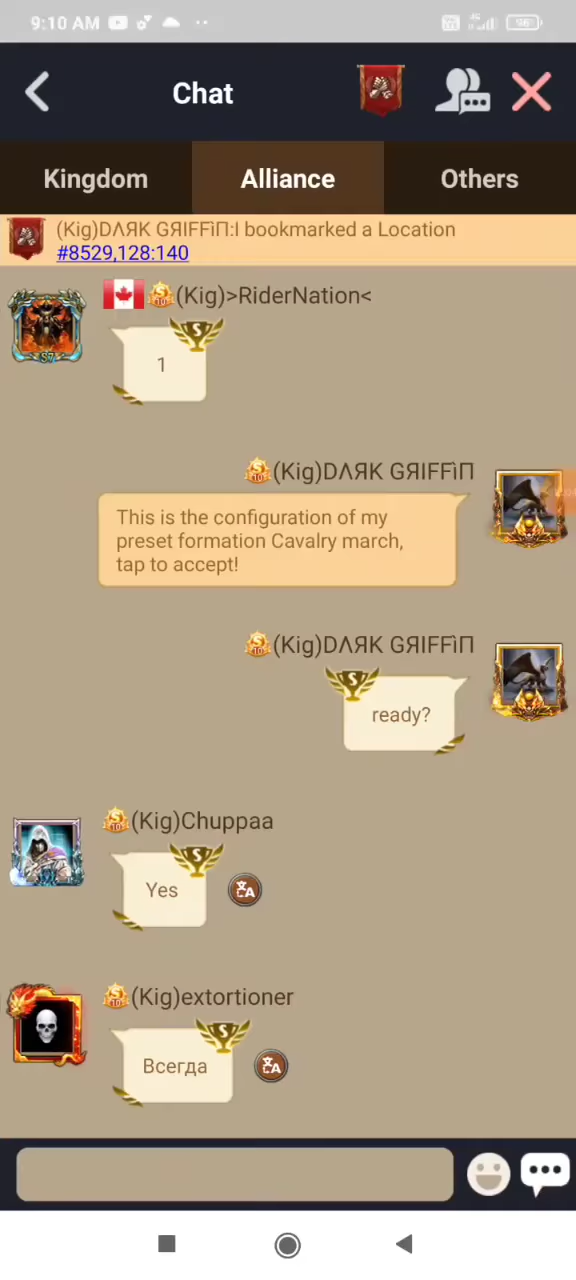 9:10 AM
96
Chat
Kingdom
Alliance
Others
(Kig)DΛЯK GЯIFFiП:I bookmarked a Location
#8529,128:140
(Kig)>RiderNation<
S7
1
(Kig)DΛЯK GЯIFFiП
This is the configuration of my
preset formation Cavalry march,
tap to accept!
(Kig)DΛЯK GЯIFFiП
ready?
(Kig)Chuppaa
Yes
(Kig)extortioner
Всегда